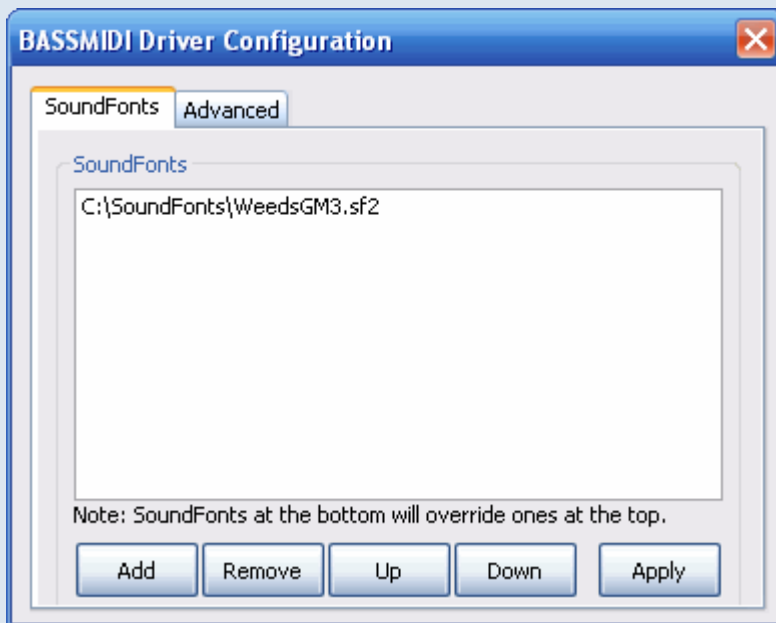 BASSMIDI Driver Configuration
SoundFonts Advanced
SoundFonts
C:\SoundFonts\WeedsGM3.sf2
Note: SoundFonts at the bottom will override ones at the top.
Add Remove Up Down Apply